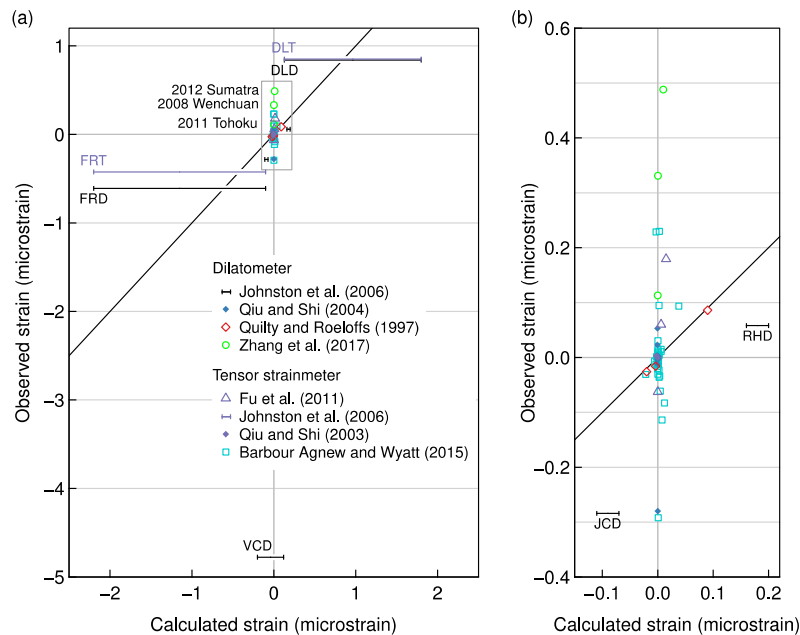 (a)
1
0
−1
−2
−3
−4
−5
−2
−1
0
1
2
Observed strain (microstrain)
Calculated strain (microstrain)
DLT
DLD
2012 Sumatra
2008 Wenchuan
2011 Tohoku
FRT
FRD
Dilatometer
Johnston et al. (2006)
Qiu and Shi (2004)
Quilty and Roeloffs (1997)
Zhang et al. (2017)
Tensor strainmeter
Fu et al. (2011)
Johnston et al. (2006)
Qiu and Shi (2003)
Barbour Agnew and Wyatt (2015)
VCD
(b)
0.6
0.4
0.2
0.0
−0.2
−0.4
−0.1
0.0
0.1
0.2
Observed strain (microstrain)
Calculated strain (microstrain)
RHD
JCD